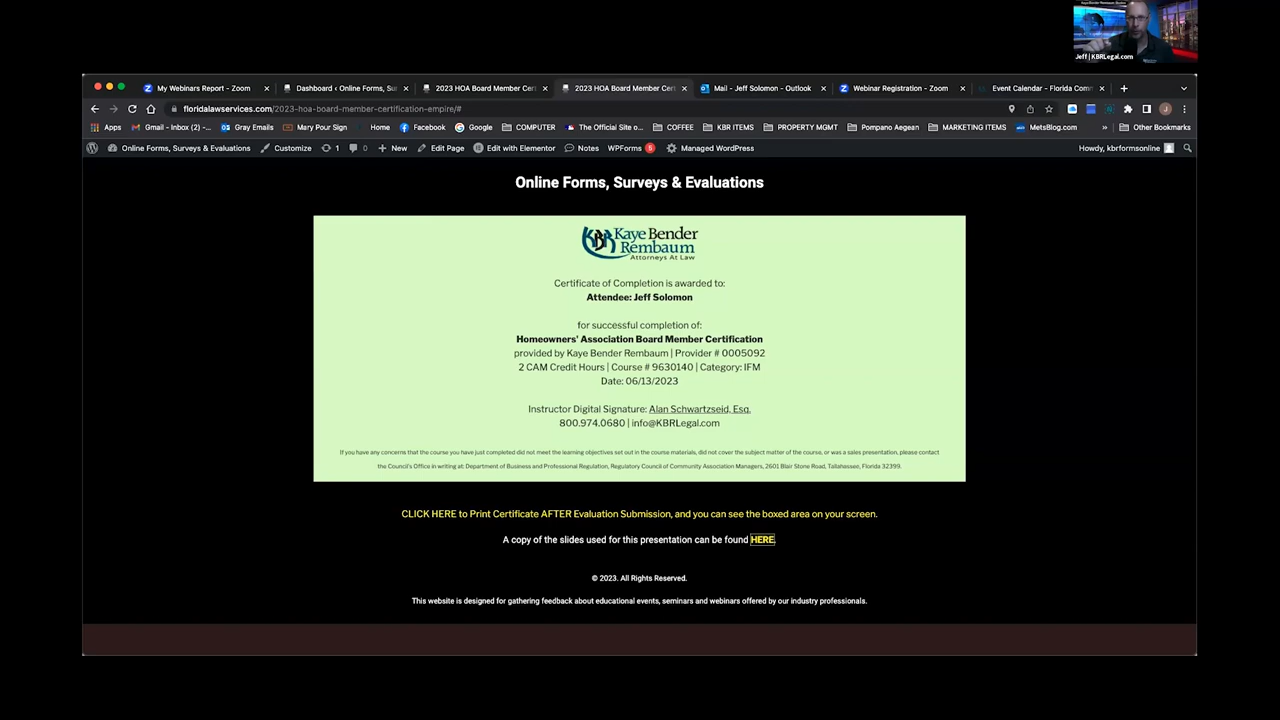 Jeff | KBRLegal.com
My Webinars Report - Zoom
Dashboard ‹ Online Forms, Su
2023 HOA Board Member Cert
2023 HOA Board Member Cert
Mail - Jeff Solomon - Outlook
Webinar Registration - Zoom
Event Calendar - Florida Com
floridalawservices.com/2023-hoa-board-member-certification-empire/#
Apps
Gmail - Inbox (2) -...
Gray Emails
Mary Pour Sign
Home
Facebook
Google
COMPUTER
The Official Site o...
COFFEE
KBR ITEMS
PROPERTY MGMT
Pompano Aegean
MARKETING ITEMS
MetsBlog.com
»
Other Bookmarks
Online Forms, Surveys & Evaluations
Customize
1
0
New
Edit Page
Edit with Elementor
Notes
WPForms 5
Managed WordPress
Howdy, kbrformsonline
Online Forms, Surveys & Evaluations
KBR Kaye Bender
Rembaum
Attorneys At Law
Certificate of Completion is awarded to:
Attendee: Jeff Solomon
for successful completion of:
Homeowners' Association Board Member Certification
provided by Kaye Bender Rembaum | Provider # 0005092
2 CAM Credit Hours | Course # 9630140 | Category: IFM
Date: 06/13/2023
Instructor Digital Signature: Alan Schwartzseid, Esq.
800.974.0680 | info@KBRLegal.com
If you have any concerns that the course you have just completed did not meet the learning objectives set out in the course materials, did not cover the subject matter of the course, or was a sales presentation, please contact
the Council's Office in writing at: Department of Business and Professional Regulation, Regulatory Council of Community Association Managers, 2601 Blair Stone Road, Tallahassee, Florida 32399.
CLICK HERE to Print Certificate AFTER Evaluation Submission, and you can see the boxed area on your screen.
A copy of the slides used for this presentation can be found HERE.
© 2023. All Rights Reserved.
This website is designed for gathering feedback about educational events, seminars and webinars offered by our industry professionals.